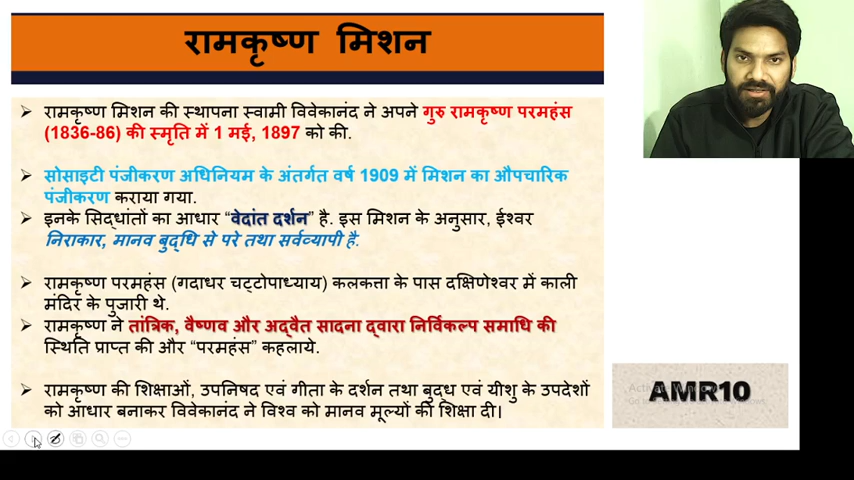 रामकृष्ण मिशन
रामकृष्ण मिशन की स्थापना स्वामी विवेकानंद ने अपने गुरु रामकृष्ण परमहंस
(1836-86) की स्मृति में 1 मई, 1897 को की.
सोसाइटी पंजीकरण अधिनियम के अंतर्गत वर्ष 1909 में मिशन का औपचारिक
पंजीकरण कराया गया.
इनके सिद्धांतों का आधार “वेदांत दर्शन” है. इस मिशन के अनुसार, ईश्वर
निराकार, मानव बुद्धि से परे तथा सर्वव्यापी है.
रामकृष्ण परमहंस (गदाधर चट्टोपाध्याय) कलकत्ता के पास दक्षिणेश्वर में काली
मंदिर के पुजारी थे.
रामकृष्ण ने तांत्रिक, वैष्णव और अद्वैत सादना द्वारा निर्विकल्प समाधि की
स्थिति प्राप्त की और “परमहंस” कहलाये.
रामकृष्ण की शिक्षाओं, उपनिषद एवं गीता के दर्शन तथा बुद्ध एवं यीशु के उपदेशों
को आधार बनाकर विवेकानंद ने विश्व को मानव मूल्यों की शिक्षा दी।
AMR10